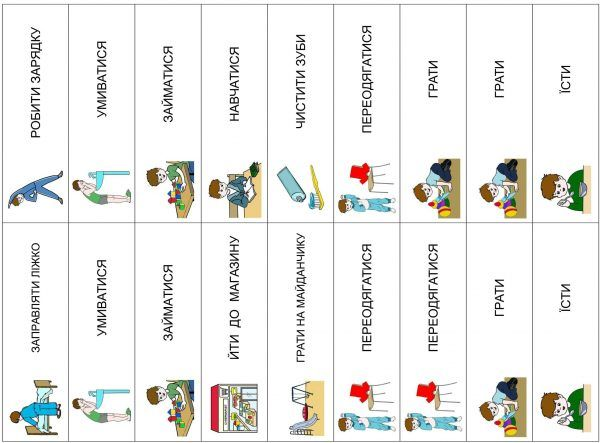 РОБИТИ ЗАРЯДКУ
УМИВАТИСЯ
ЗАЙМАТИСЯ
НАВЧАТИСЯ
ЧИСТИТИ ЗУБИ
ПЕРЕОДЯГАТИСЯ
ГРАТИ
ГРАТИ
ЇСТИ
ЗАПРАВЛЯТИ ЛІЖКО
УМИВАТИСЯ
ЗАЙМАТИСЯ
ЙТИ ДО МАГАЗИНУ
ГРАТИ НА МАЙДАНЧИКУ
ПЕРЕОДЯГАТИСЯ
ПЕРЕОДЯГАТИСЯ
ГРАТИ
ЇСТИ